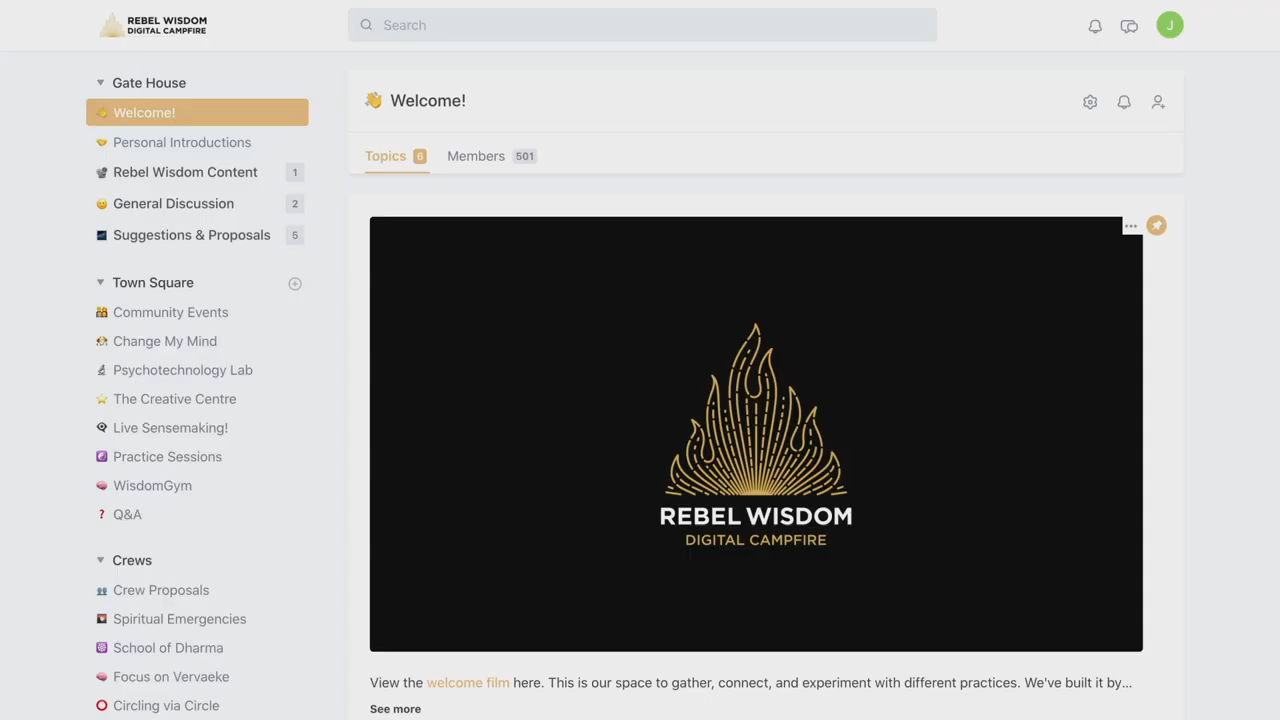 REBEL WISDOM
DIGITAL CAMPFIRE
Search
J
Gate House
Welcome!
Personal Introductions
Rebel Wisdom Content 1
General Discussion 2
Suggestions & Proposals 5
Town Square
Community Events
Change My Mind
Psychotechnology Lab
The Creative Centre
Live Sensemaking!
Practice Sessions
WisdomGym
Q&A
Crews
Crew Proposals
Spiritual Emergencies
School of Dharma
Focus on Vervaeke
Circling via Circle
Welcome!
Topics 6 Members 501
REBEL WISDOM
DIGITAL CAMPFIRE
View the welcome film here. This is our space to gather, connect, and experiment with different practices. We've built it by...
See more